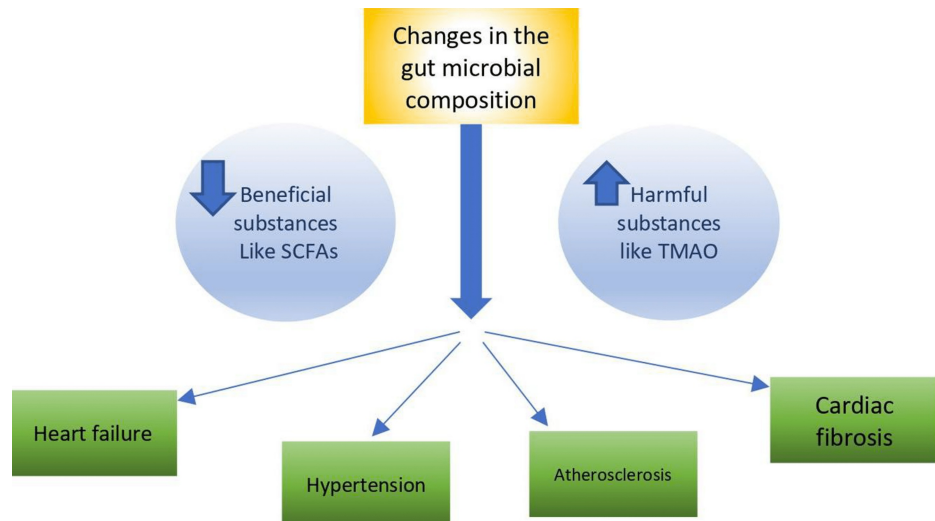 Changes in the
gut microbial
composition
Beneficial
substances
Like SCFAs
Harmful
substances
like TMAO
Heart failure
Hypertension
Atherosclerosis
Cardiac
fibrosis